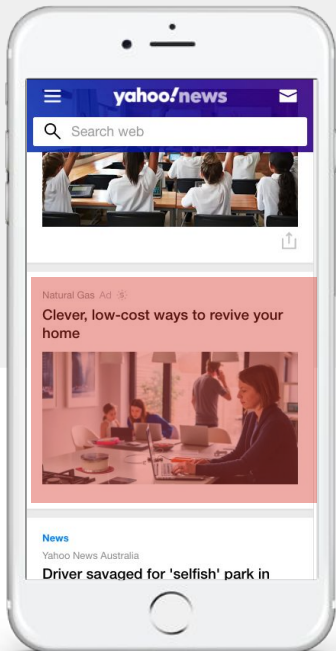 yahoo!news
Search web
Natural Gas Ad
Clever, low-cost ways to revive your
home
News
Yahoo News Australia
Driver savaged for 'selfish' park in